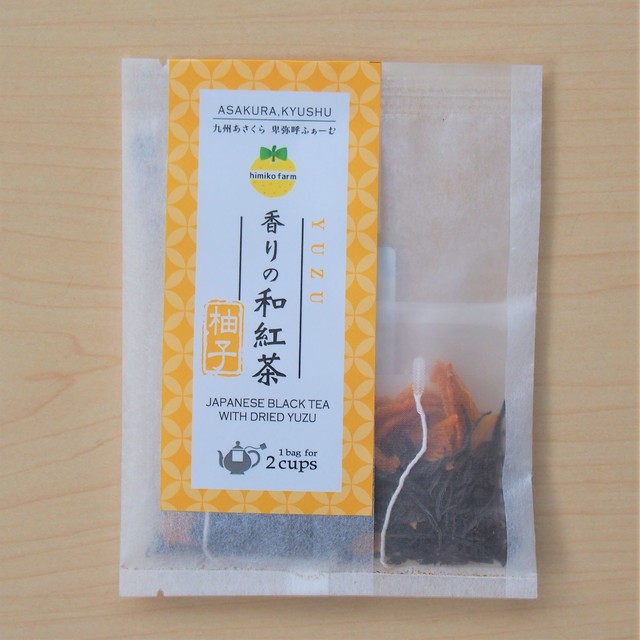 ASAKURA,KYUSHU
九州あさくら 卑弥呼ふぁーむ
himiko farm
YUZU
香りの和紅茶
柚子
JAPANESE BLACK TEA
WITH DRIED YUZU
1 bag for
2 cups